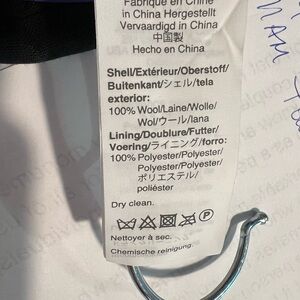 Fabriqué en Chine
in China Hergestellt
Vervaardigd in China
中国製
Hecho en China
Shell/Extérieur/Oberstoff/
Buitenkant/シェル/tela
exterior:
100% Wool/Laine/Wolle/
Wol/ウール/lana
Lining/Doublure/Futter/
Voering/ライニング/forro:
100% Polyester/Polyester/
Polyester/Polyester/
ポリエステル/
poliéster
Dry clean.
P
Nettoyer à sec.
Chemische reinigung.